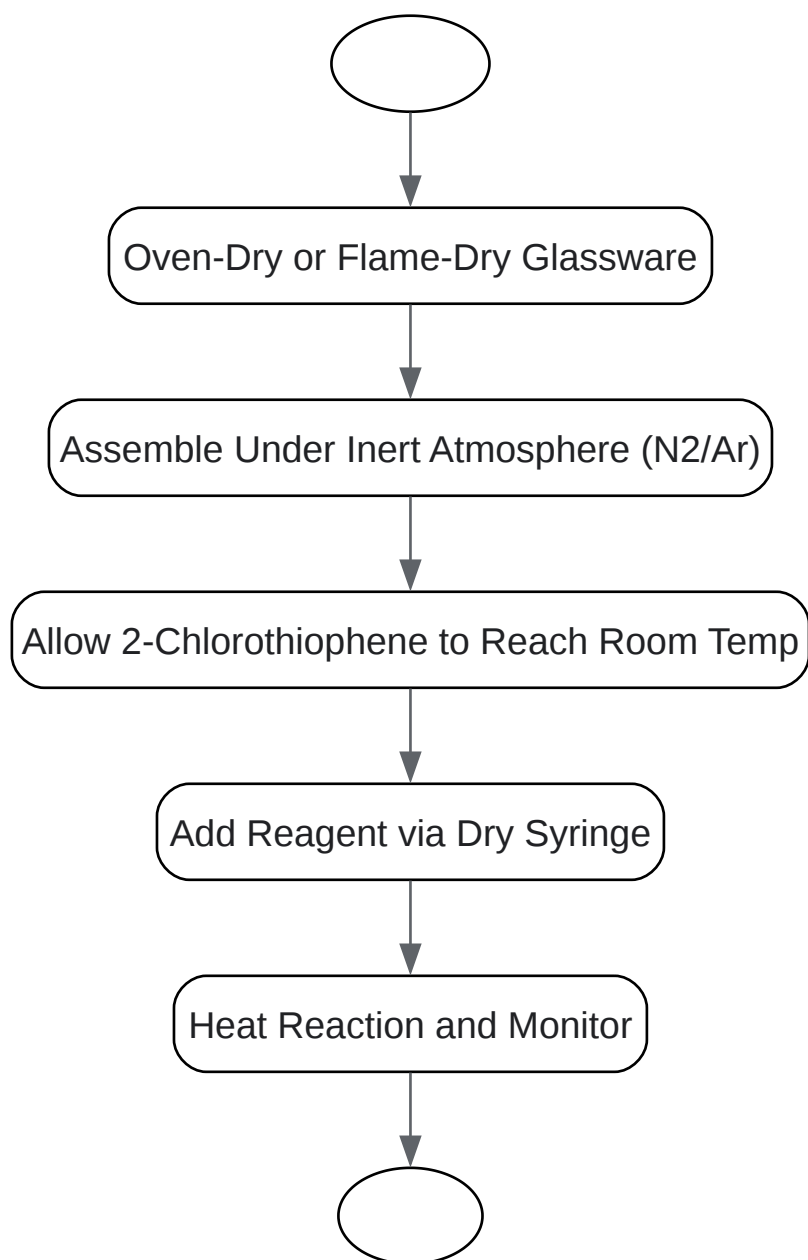 Oven-Dry or Flame-Dry Glassware
Assemble Under Inert Atmosphere (N2/Ar)
Allow 2-Chlorothiophene to Reach Room Temp
Add Reagent via Dry Syringe
Heat Reaction and Monitor